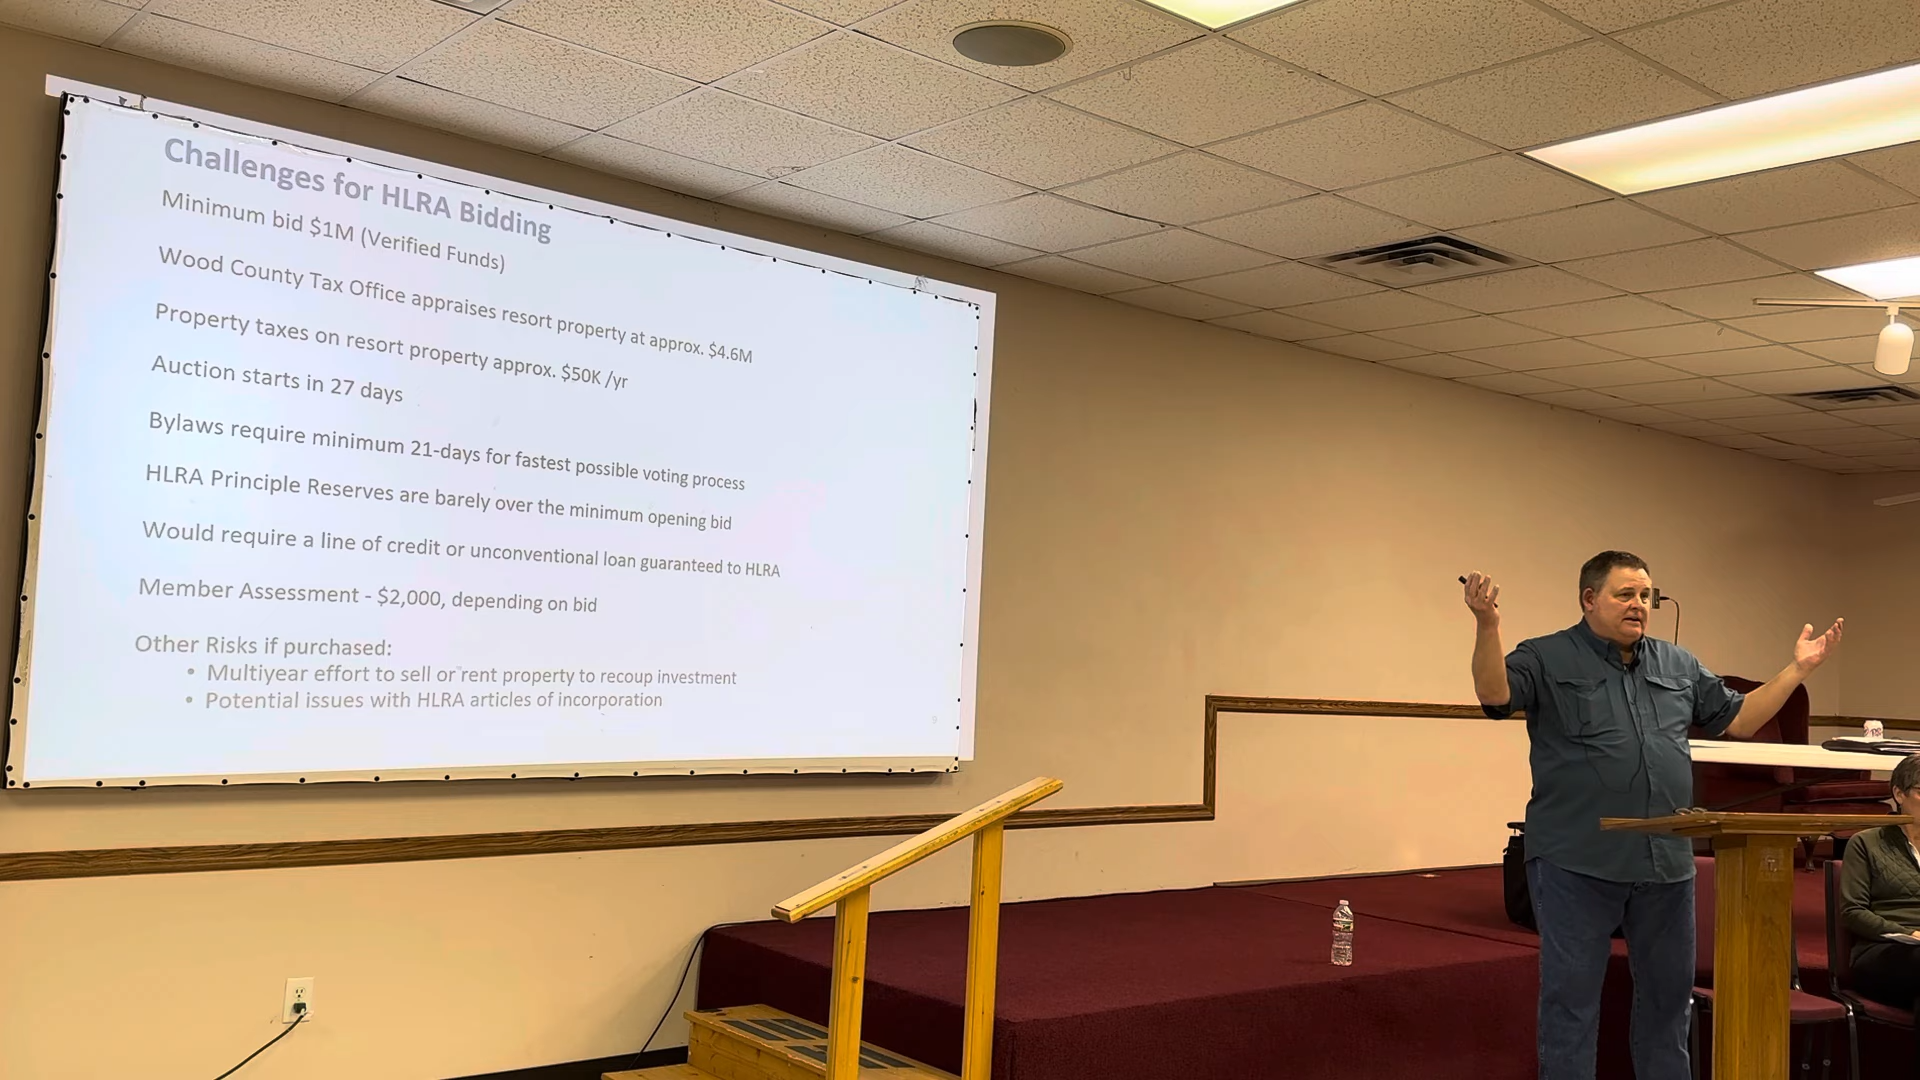 Challenges for HLRA Bidding
Minimum bid $1M (Verified Funds)
Wood County Tax Office appraises resort property at approx. $4.6M
Property taxes on resort property approx. $50K /yr
Auction starts in 27 days
Bylaws require minimum 21-days for fastest possible voting process
HLRA Principle Reserves are barely over the minimum opening bid
Would require a line of credit or unconventional loan guaranteed to HLRA
Member Assessment - $2,000, depending on bid
Other Risks if purchased:
• Multiyear effort to sell or rent property to recoup investment
• Potential issues with HLRA articles of incorporation
9